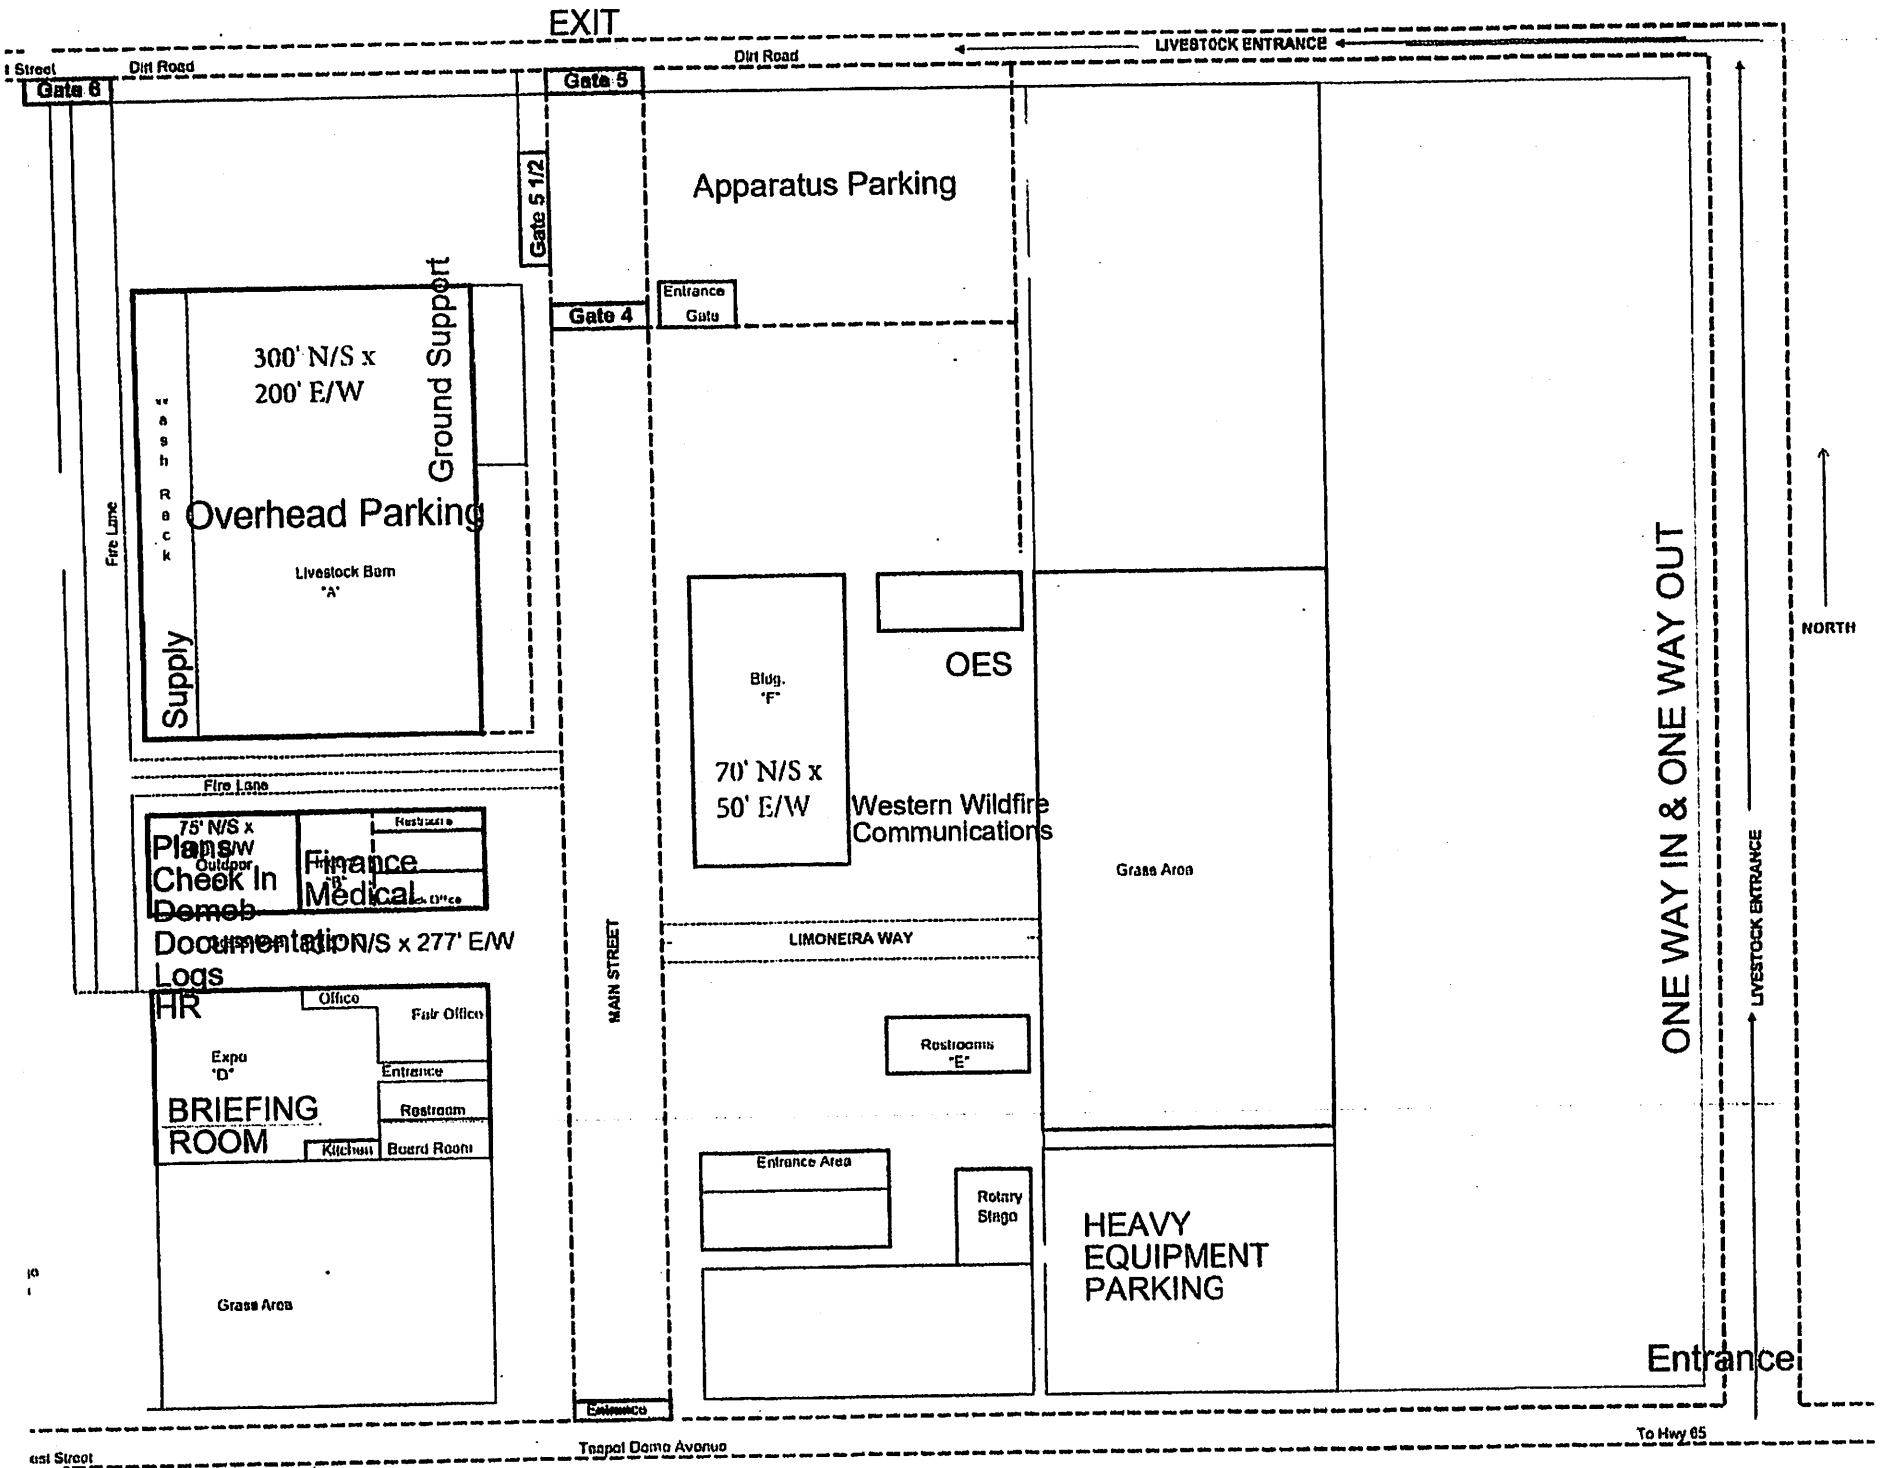 EXIT
LIVESTOCK ENTRANCE
Dirt Road
Dirt Road
Street
Gate 6
Gate 5
Gate 5 1/2
Apparatus Parking
Entrance
Gate
Gate 4
Ground Support
300' N/S x
200' E/W
Wash Rack
Overhead Parking
Fire Lane
Livestock Barn
"A"
Supply
OES
Bldg.
"F"
70' N/S x
50' E/W
Western Wildfire
Communications
NORTH
ONE WAY IN & ONE WAY OUT
LIVESTOCK ENTRANCE
Fire Lane
75' N/S x
E/W
Outdoor
Restrooms
Plans
Check In
Demob
Documentation
Logs
HR
Finance
Medical
Office
N/S x 277' E/W
Grass Area
LIMONEIRA WAY
MAIN STREET
Office
Fair Office
Expo
"D"
Entrance
BRIEFING
ROOM
Restroom
Kitchen
Board Room
Restrooms
"E"
Entrance Area
Rotary
Stage
HEAVY
EQUIPMENT
PARKING
Grass Area
Entrance
Entrance
Teapot Dome Avenue
To Hwy 65
Street